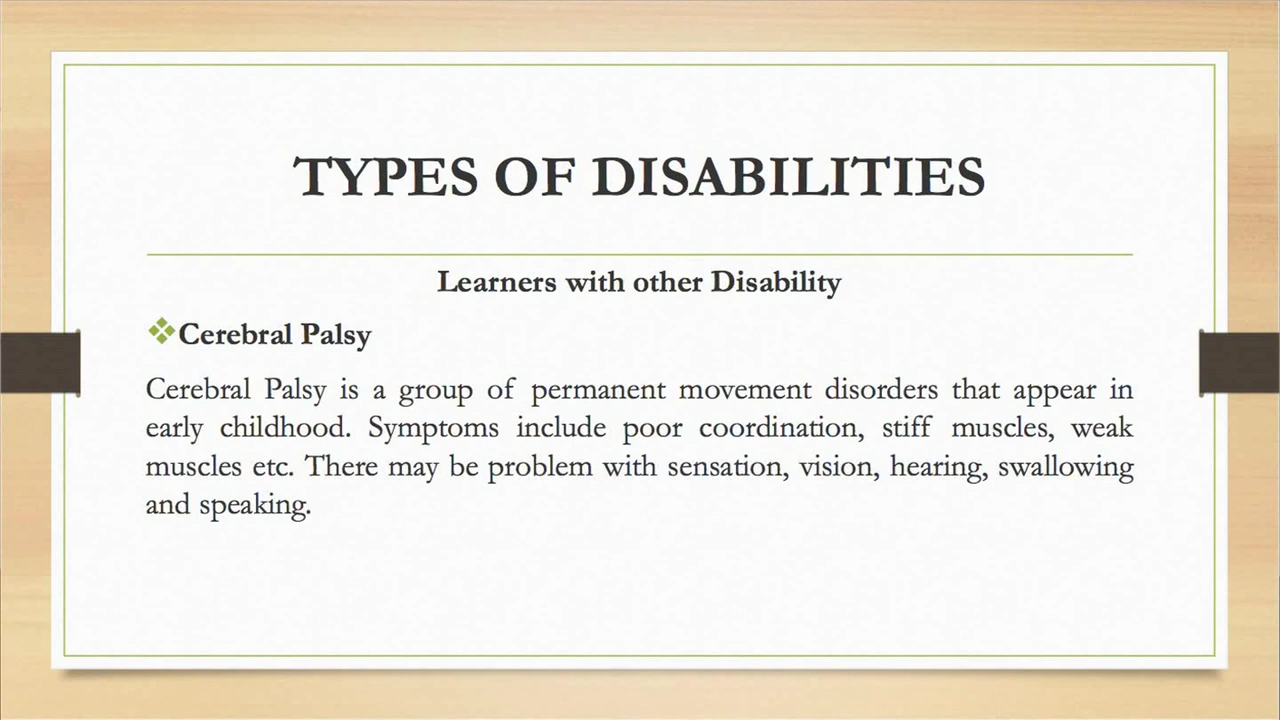 TYPES OF DISABILITIES
Learners with other Disability
Cerebral Palsy
Cerebral Palsy is a group of permanent movement disorders that appear in
early childhood. Symptoms include poor coordination, stiff muscles, weak
muscles etc. There may be problem with sensation, vision, hearing, swallowing
and speaking.